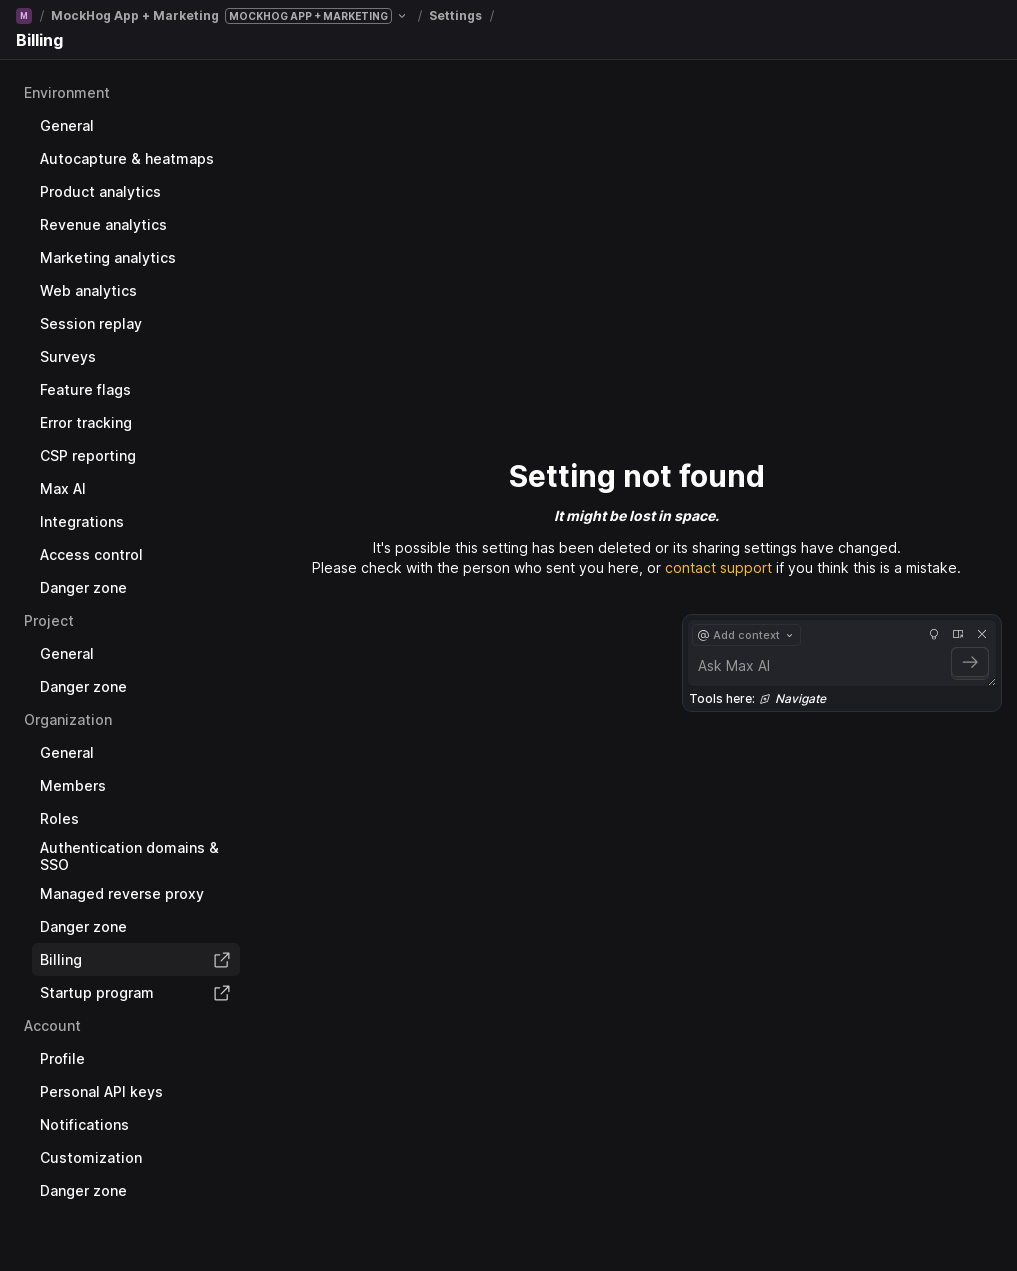 M / MockHog App + Marketing MOCKHOG APP + MARKETING / Settings /
Billing
Environment
General
Autocapture & heatmaps
Product analytics
Revenue analytics
Marketing analytics
Web analytics
Session replay
Surveys
Feature flags
Error tracking
CSP reporting
Max AI
Integrations
Access control
Danger zone
Project
General
Danger zone
Organization
General
Members
Roles
Authentication domains &
SSO
Managed reverse proxy
Danger zone
Billing
Startup program
Account
Profile
Personal API keys
Notifications
Customization
Danger zone
Setting not found
It might be lost in space.
It's possible this setting has been deleted or its sharing settings have changed.
Please check with the person who sent you here, or contact support if you think this is a mistake.
@ Add context
Ask Max AI
Tools here: Navigate